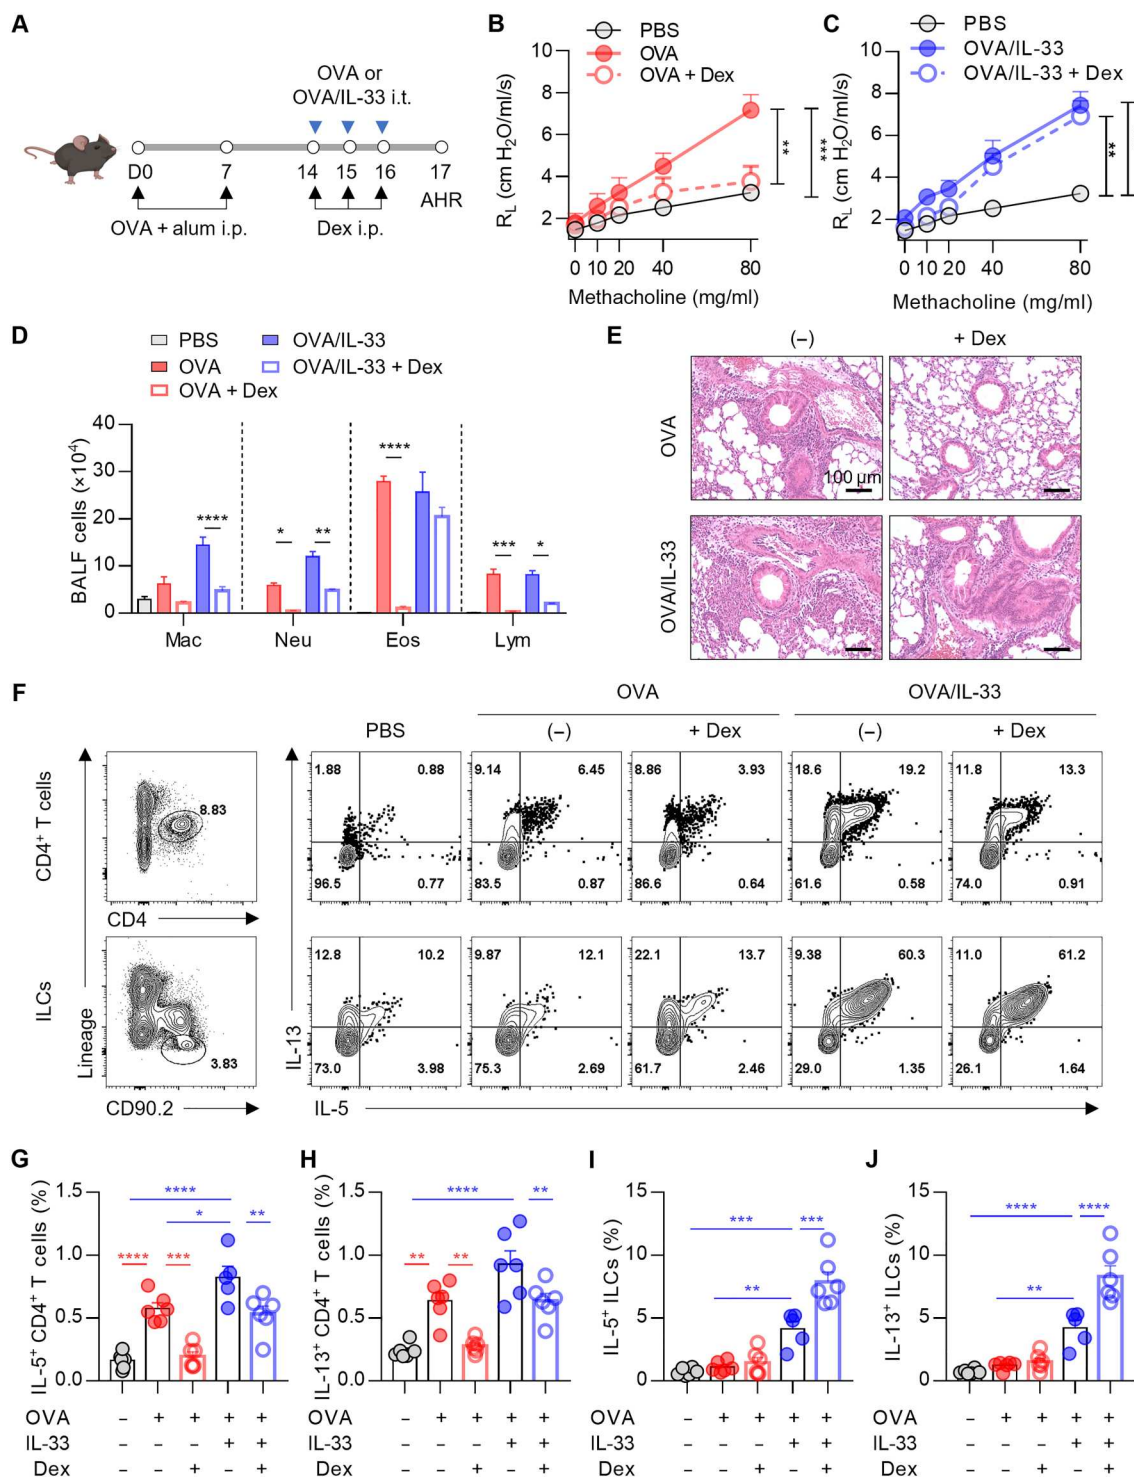 A
OVA or
OVA/IL-33 i.t.
D0 7 14 15 16 17
AHR
OVA + alum i.p. Dex i.p.
B
PBS
OVA
OVA + Dex
R_L (cm H₂O/ml/s)
10
8
6
4
2
** ***
0 10 20 40 80
Methacholine (mg/ml)
C
PBS
OVA/IL-33
OVA/IL-33 + Dex
R_L (cm H₂O/ml/s)
10
8
6
4
2
**
0 10 20 40 80
Methacholine (mg/ml)
D
PBS OVA/IL-33
OVA OVA/IL-33 + Dex
OVA + Dex
BALF cells (×10⁴)
40
30
20
10
0
**** * ** **** *** *
Mac Neu Eos Lym
E
(–) + Dex
OVA
100 µm
OVA/IL-33
F
OVA OVA/IL-33
PBS (–) + Dex (–) + Dex
CD4⁺ T cells
8.83
CD4
1.88 0.88 9.14 6.45 8.86 3.93 18.6 19.2 11.8 13.3
96.5 0.77 83.5 0.87 86.6 0.64 61.6 0.58 74.0 0.91
ILCs
Lineage
3.83
CD90.2
IL-13
12.8 10.2 9.87 12.1 22.1 13.7 9.38 60.3 11.0 61.2
73.0 3.98 75.3 2.69 61.7 2.46 29.0 1.35 26.1 1.64
IL-5
G
IL-5⁺ CD4⁺ T cells (%)
1.5
1.0
0.5
0.0
****
* **
**** ***
OVA – + + + +
IL-33 – – – + +
Dex – – + – +
H
IL-13⁺ CD4⁺ T cells (%)
1.5
1.0
0.5
0.0
**** **
** **
– + + + +
– – – + +
– – + – +
I
IL-5⁺ ILCs (%)
15
10
5
0
*** ***
**
OVA – + + + +
IL-33 – – – + +
Dex – – + – +
J
IL-13⁺ ILCs (%)
15
10
5
0
**** ****
**
OVA – + + + +
IL-33 – – – + +
Dex – – + – +